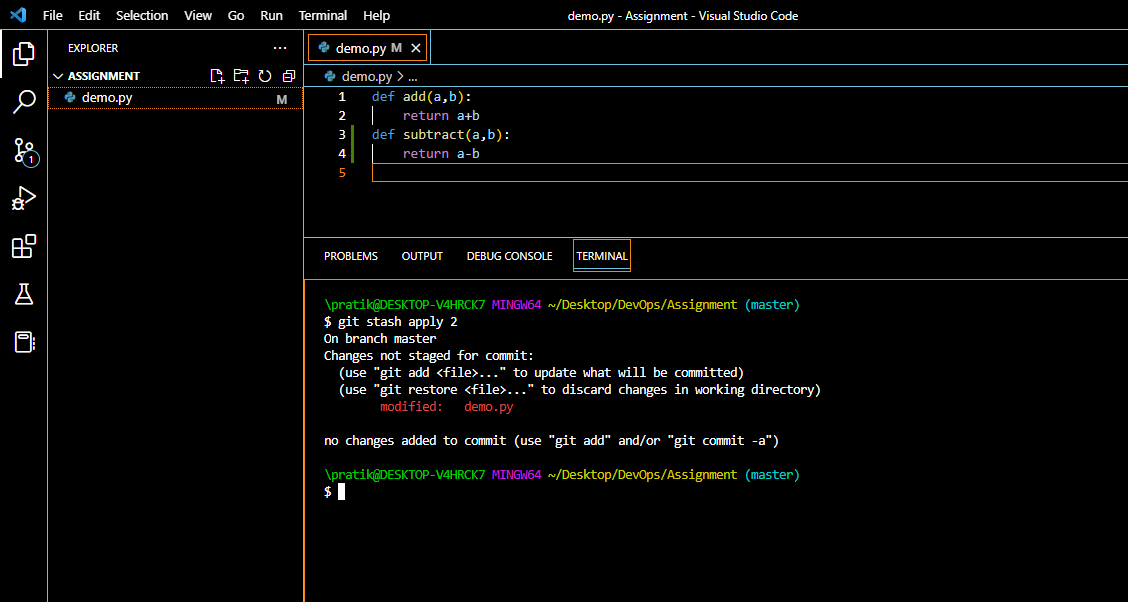 File Edit Selection View Go Run Terminal Help demo.py - Assignment - Visual Studio Code
EXPLORER ...
ASSIGNMENT
demo.py M
1
demo.py M
demo.py > ...
1 def add(a,b):
2     return a+b
3 def subtract(a,b):
4     return a-b
5
PROBLEMS OUTPUT DEBUG CONSOLE TERMINAL
\pratik@DESKTOP-V4HRCK7 MINGW64 ~/Desktop/DevOps/Assignment (master)
$ git stash apply 2
On branch master
Changes not staged for commit:
  (use "git add <file>..." to update what will be committed)
  (use "git restore <file>..." to discard changes in working directory)
        modified:   demo.py
no changes added to commit (use "git add" and/or "git commit -a")
\pratik@DESKTOP-V4HRCK7 MINGW64 ~/Desktop/DevOps/Assignment (master)
$